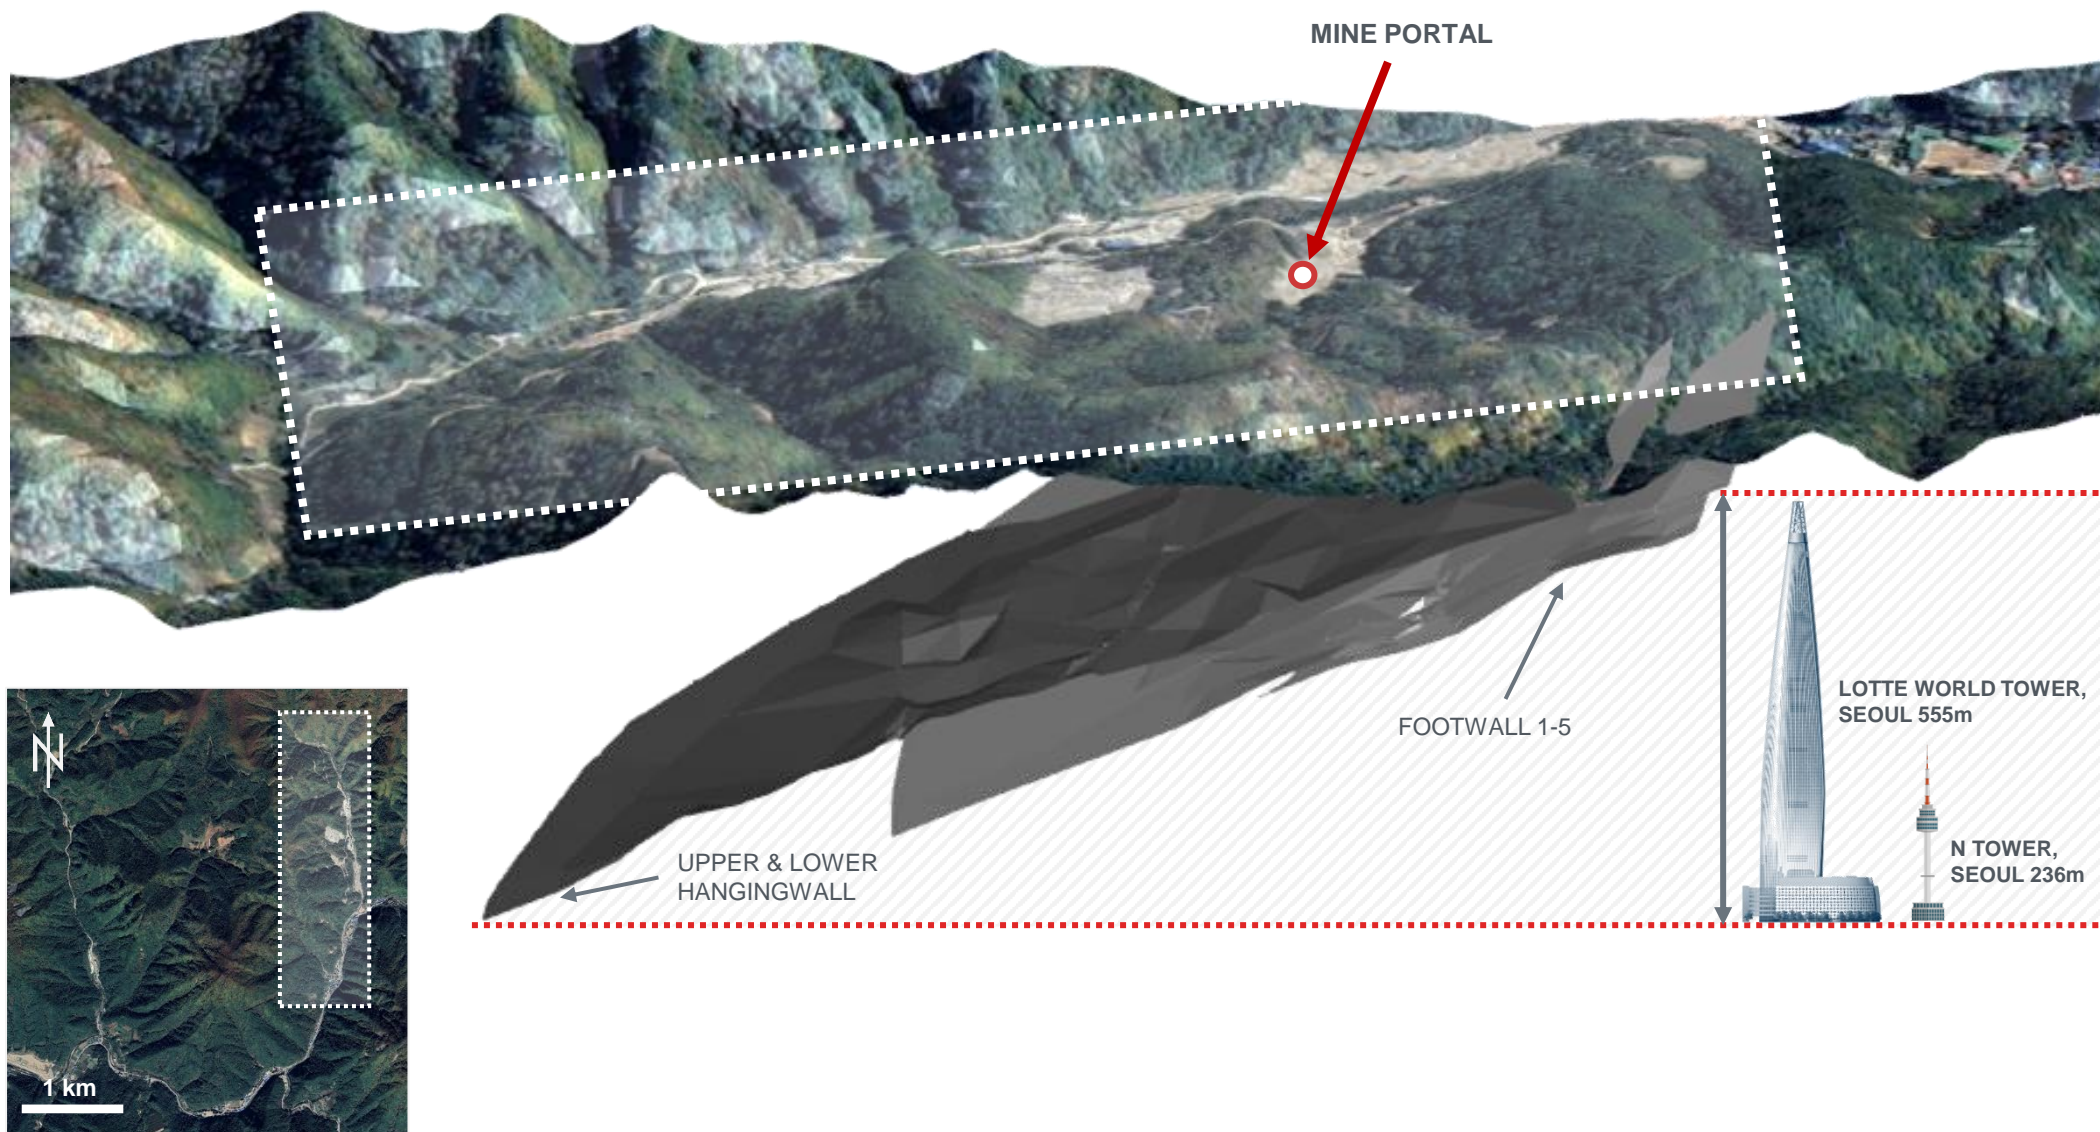 MINE PORTAL
LOTTE WORLD TOWER,
SEOUL 555m
FOOTWALL 1-5
N TOWER,
SEOUL 236m
UPPER & LOWER
HANGINGWALL
N
1 km